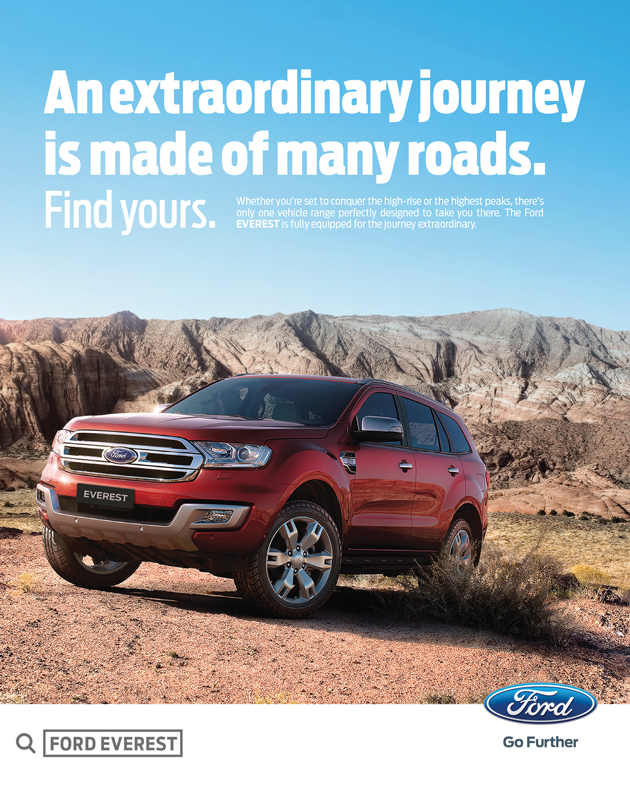 An extraordinary journey
is made of many roads.
Find yours.
Whether you're set to conquer the high-rise or the highest peaks, there's
only one vehicle range perfectly designed to take you there. The Ford
EVEREST is fully equipped for the journey extraordinary.
Ford
EVEREST
Ford
Go Further
FORD EVEREST